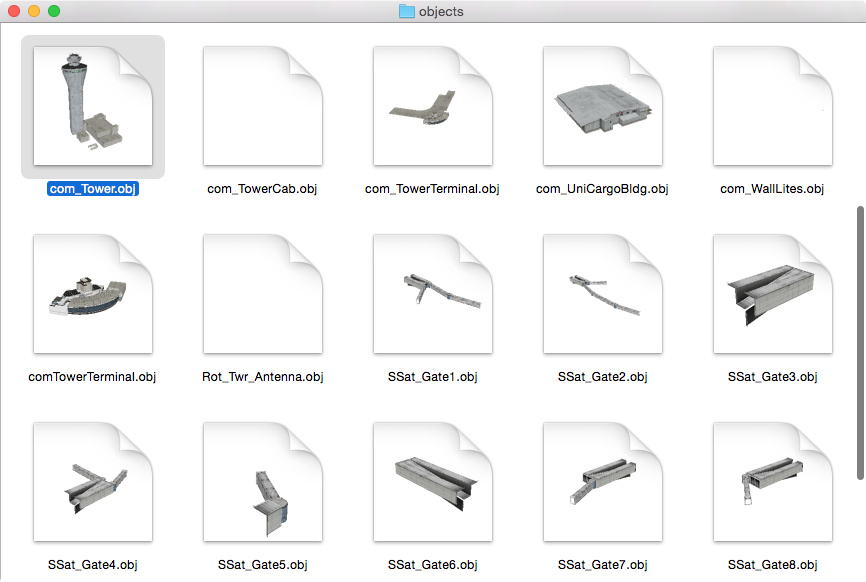 objects
com_Tower.obj
com_TowerCab.obj
com_TowerTerminal.obj
com_UniCargoBldg.obj
com_WallLites.obj
comTowerTerminal.obj
Rot_Twr_Antenna.obj
SSat_Gate1.obj
SSat_Gate2.obj
SSat_Gate3.obj
SSat_Gate4.obj
SSat_Gate5.obj
SSat_Gate6.obj
SSat_Gate7.obj
SSat_Gate8.obj